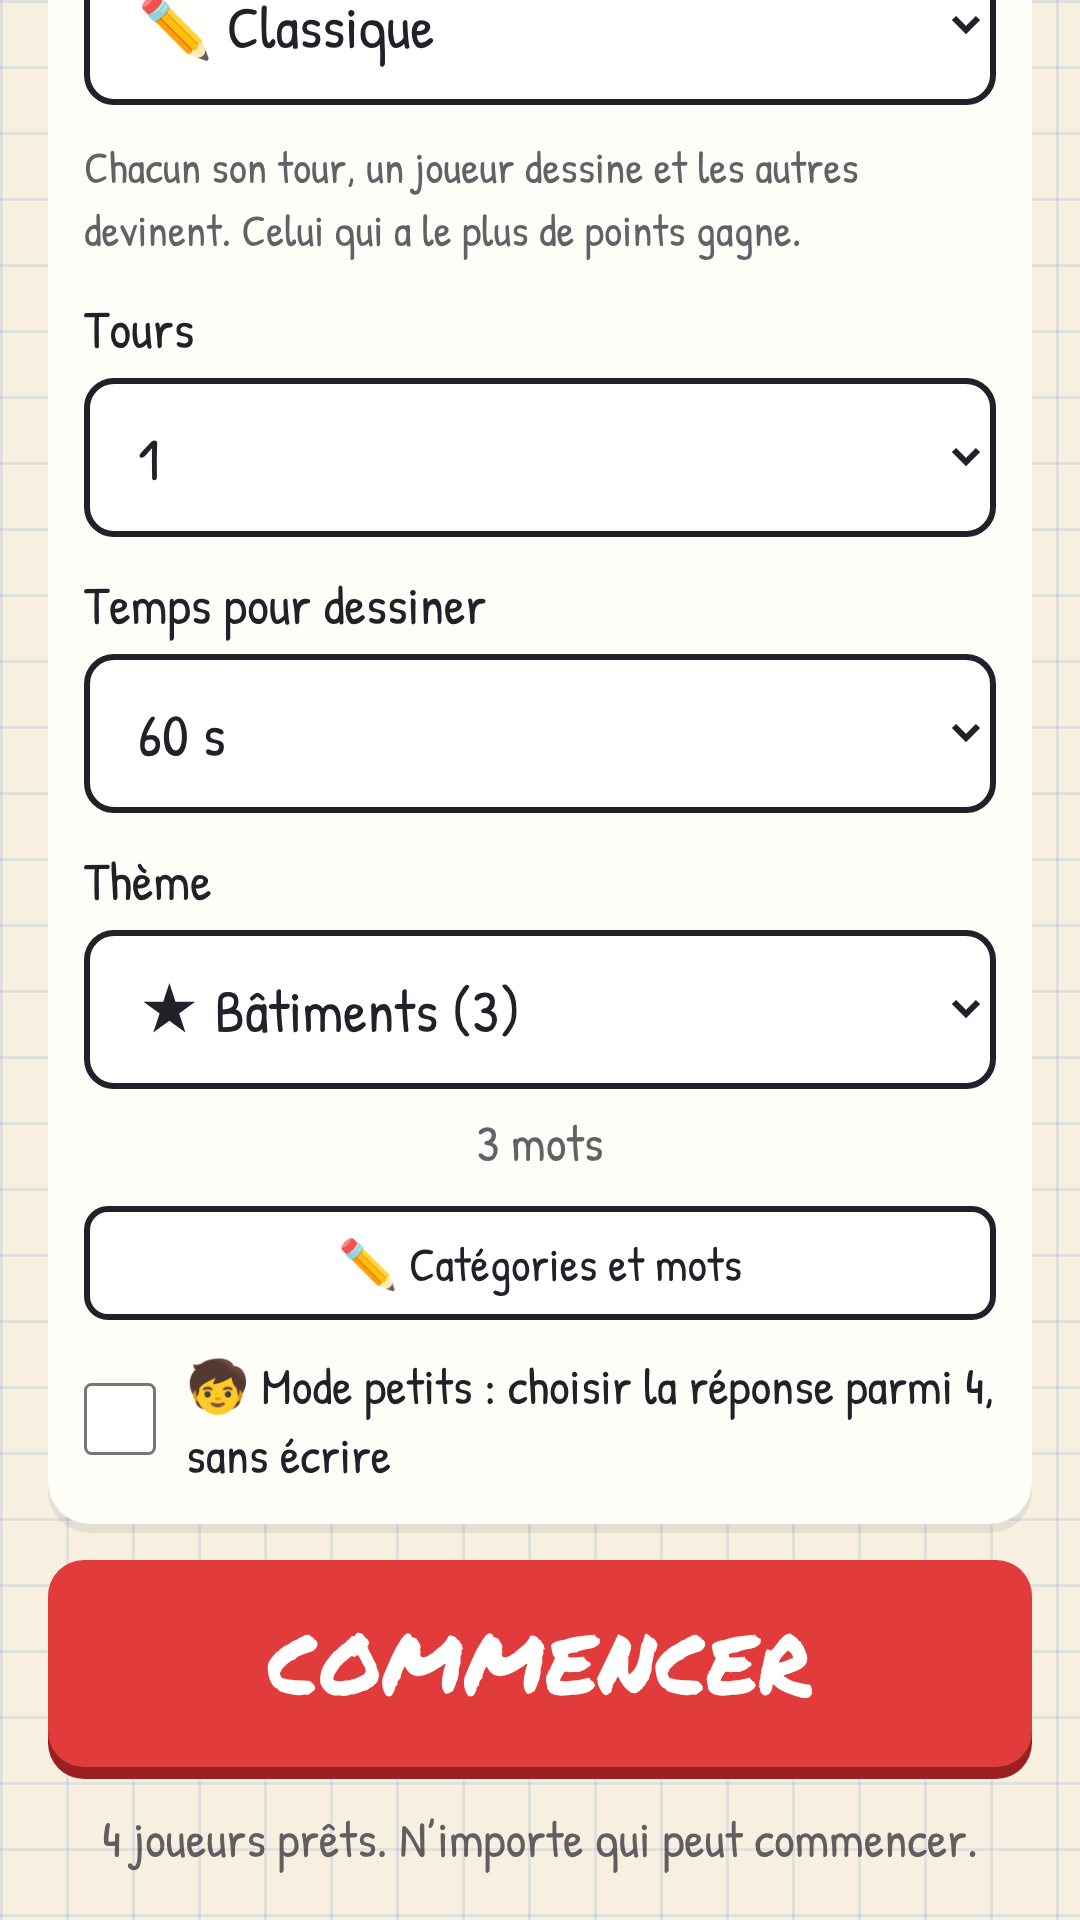 ✏️ Classique
Chacun son tour, un joueur dessine et les autres
devinent. Celui qui a le plus de points gagne.
Tours
1
Temps pour dessiner
60 s
Thème
★ Bâtiments (3)
3 mots
✏️ Catégories et mots
🧒 Mode petits : choisir la réponse parmi 4,
sans écrire
COMMENCER
4 joueurs prêts. N’importe qui peut commencer.